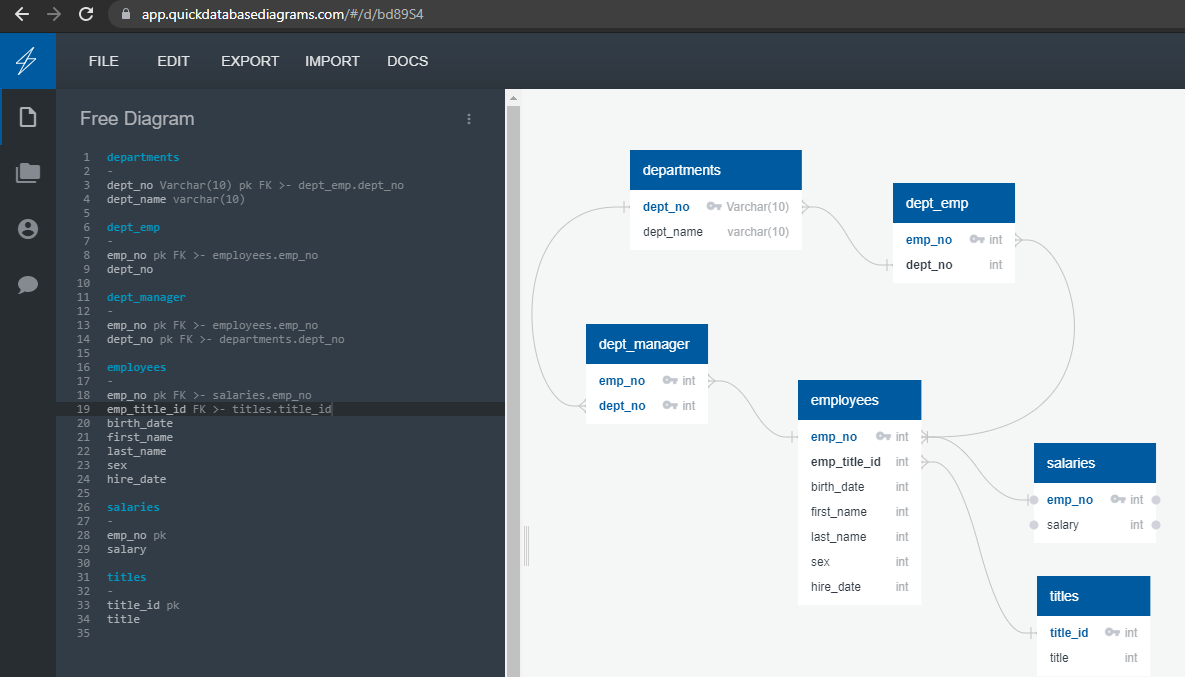 app.quickdatabasediagrams.com/#/d/bd89S4
FILE EDIT EXPORT IMPORT DOCS
Free Diagram
1 departments
2 -
3 dept_no Varchar(10) pk FK >- dept_emp.dept_no
4 dept_name varchar(10)
5
6 dept_emp
7 -
8 emp_no pk FK >- employees.emp_no
9 dept_no
10
11 dept_manager
12 -
13 emp_no pk FK >- employees.emp_no
14 dept_no pk FK >- departments.dept_no
15
16 employees
17 -
18 emp_no pk FK >- salaries.emp_no
19 emp_title_id FK >- titles.title_id
20 birth_date
21 first_name
22 last_name
23 sex
24 hire_date
25
26 salaries
27 -
28 emp_no pk
29 salary
30
31 titles
32 -
33 title_id pk
34 title
35
departments
dept_no Varchar(10)
dept_name varchar(10)
dept_emp
emp_no int
dept_no int
dept_manager
emp_no int
dept_no int
employees
emp_no int
emp_title_id int
birth_date int
first_name int
last_name int
sex int
hire_date int
salaries
emp_no int
salary int
titles
title_id int
title int